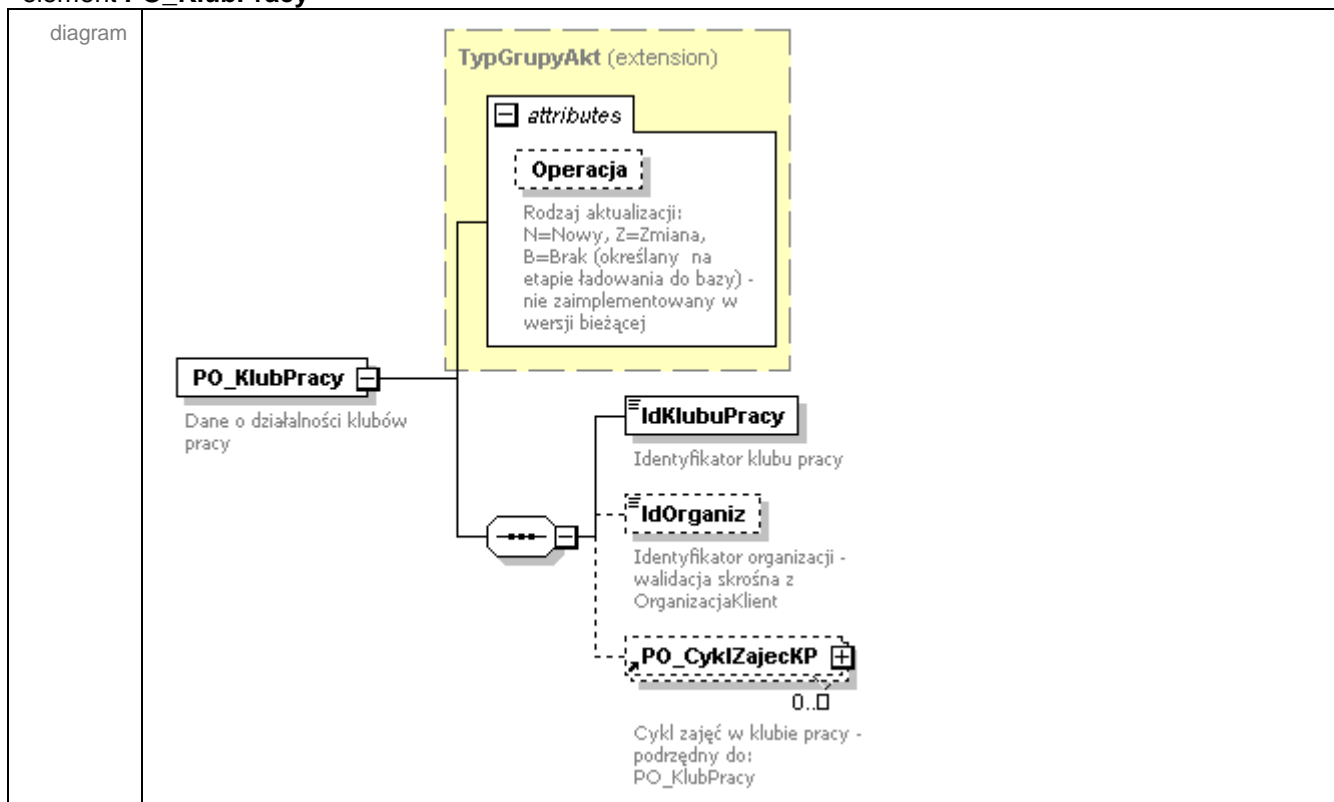 element PO_KlubPracy
diagram
TypGrupyAkt (extension)
attributes
Operacja
Rodzaj aktualizacji:
N=Nowy, Z=Zmiana,
B=Brak (określany na
etapie ładowania do bazy) -
nie zaimplementowany w
wersji bieżącej
PO_KlubPracy
Dane o działalności klubów
pracy
IdKlubuPracy
Identyfikator klubu pracy
IdOrganiz
Identyfikator organizacji -
walidacja skrośna z
OrganizacjaKlient
PO_CyklZajecKP
0..
Cykl zajęć w klubie pracy -
podrzędny do:
PO_KlubPracy